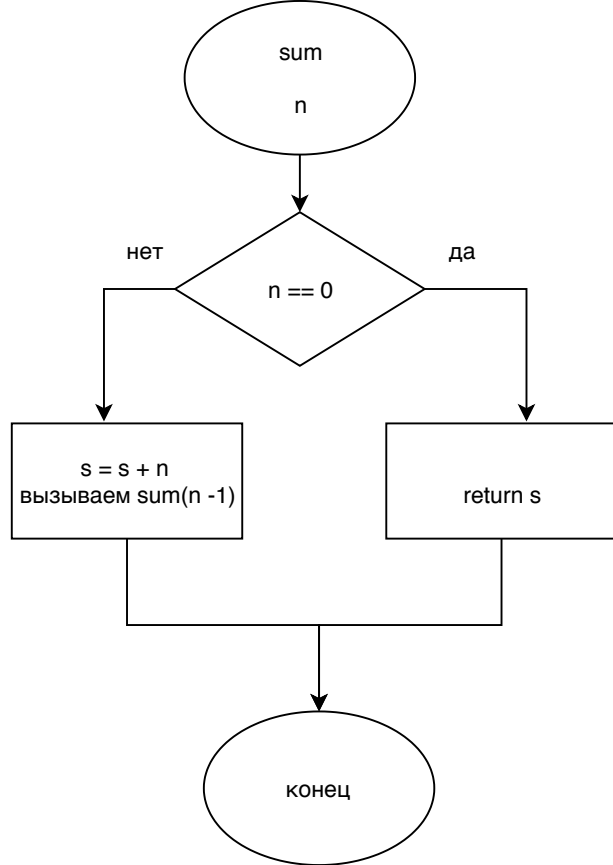 sum
n
нет
да
n == 0
s = s + n
вызываем sum(n -1)
return s
конец